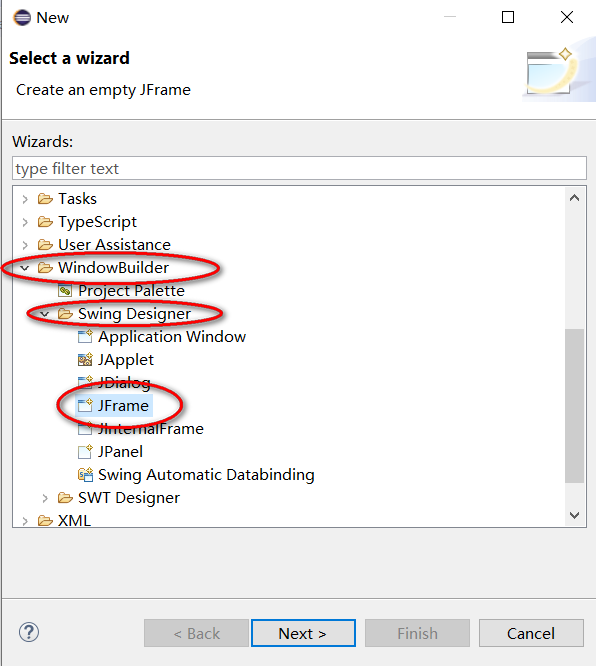 New
Select a wizard
Create an empty JFrame
Wizards:
type filter text
Tasks
TypeScript
User Assistance
WindowBuilder
Project Palette
Swing Designer
Application Window
JApplet
JDialog
JFrame
JInternalFrame
JPanel
Swing Automatic Databinding
SWT Designer
XML
? < Back Next > Finish Cancel